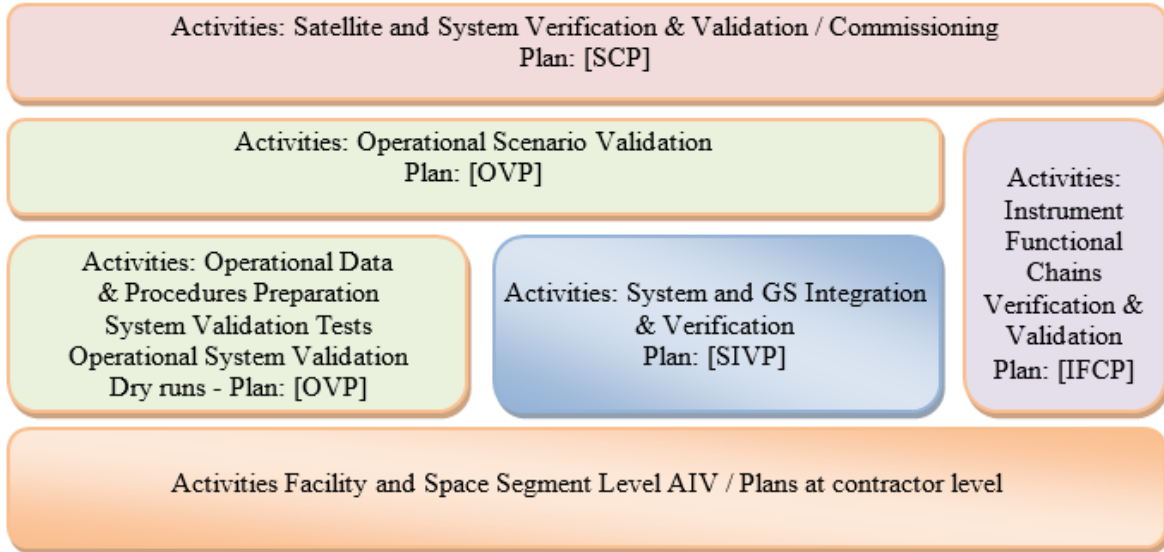 Activities: Satellite and System Verification & Validation / Commissioning
Plan: [SCP]
Activities: Operational Scenario Validation
Plan: [OVP]
Activities:
Instrument
Functional
Chains
Verification &
Validation
Plan: [IFCP]
Activities: Operational Data
& Procedures Preparation
System Validation Tests
Operational System Validation
Dry runs - Plan: [OVP]
Activities: System and GS Integration
& Verification
Plan: [SIVP]
Activities Facility and Space Segment Level AIV / Plans at contractor level